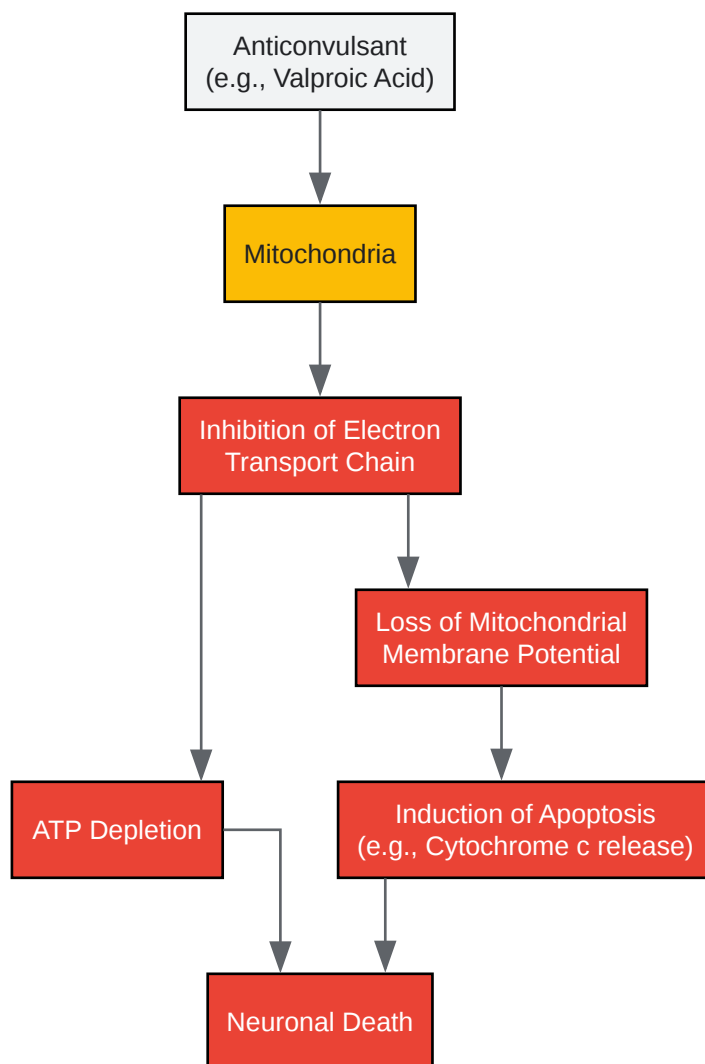 Anticonvulsant
(e.g., Valproic Acid)
Mitochondria
Inhibition of Electron
Transport Chain
Loss of Mitochondrial
Membrane Potential
ATP Depletion
Induction of Apoptosis
(e.g., Cytochrome c release)
Neuronal Death